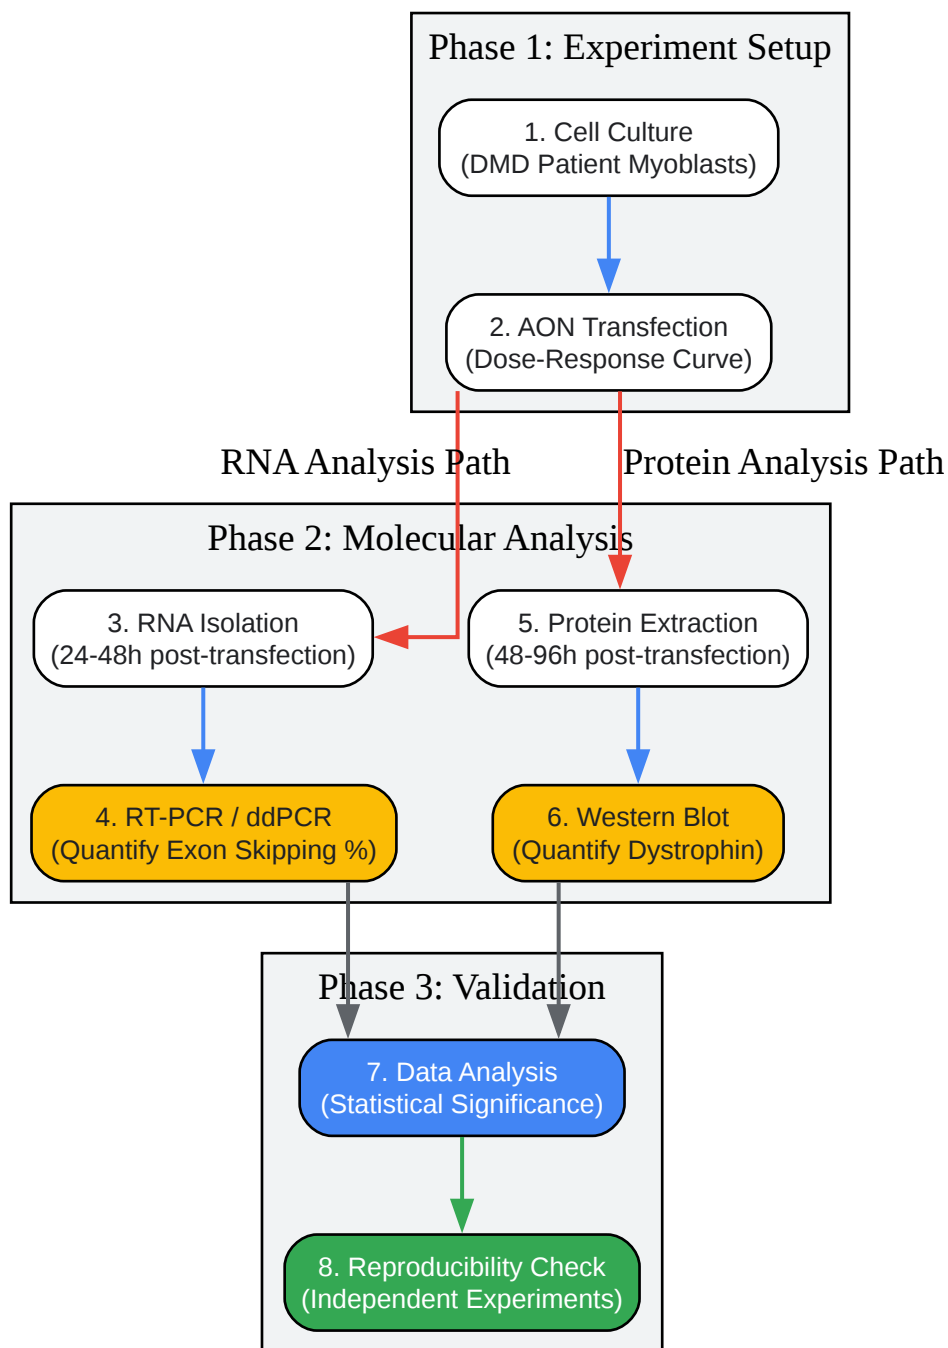 Phase 1: Experiment Setup
1. Cell Culture
(DMD Patient Myoblasts)
2. AON Transfection
(Dose-Response Curve)
RNA Analysis Path
Protein Analysis Path
Phase 2: Molecular Analysis
3. RNA Isolation
(24-48h post-transfection)
5. Protein Extraction
(48-96h post-transfection)
4. RT-PCR / ddPCR
(Quantify Exon Skipping %)
6. Western Blot
(Quantify Dystrophin)
Phase 3: Validation
7. Data Analysis
(Statistical Significance)
8. Reproducibility Check
(Independent Experiments)